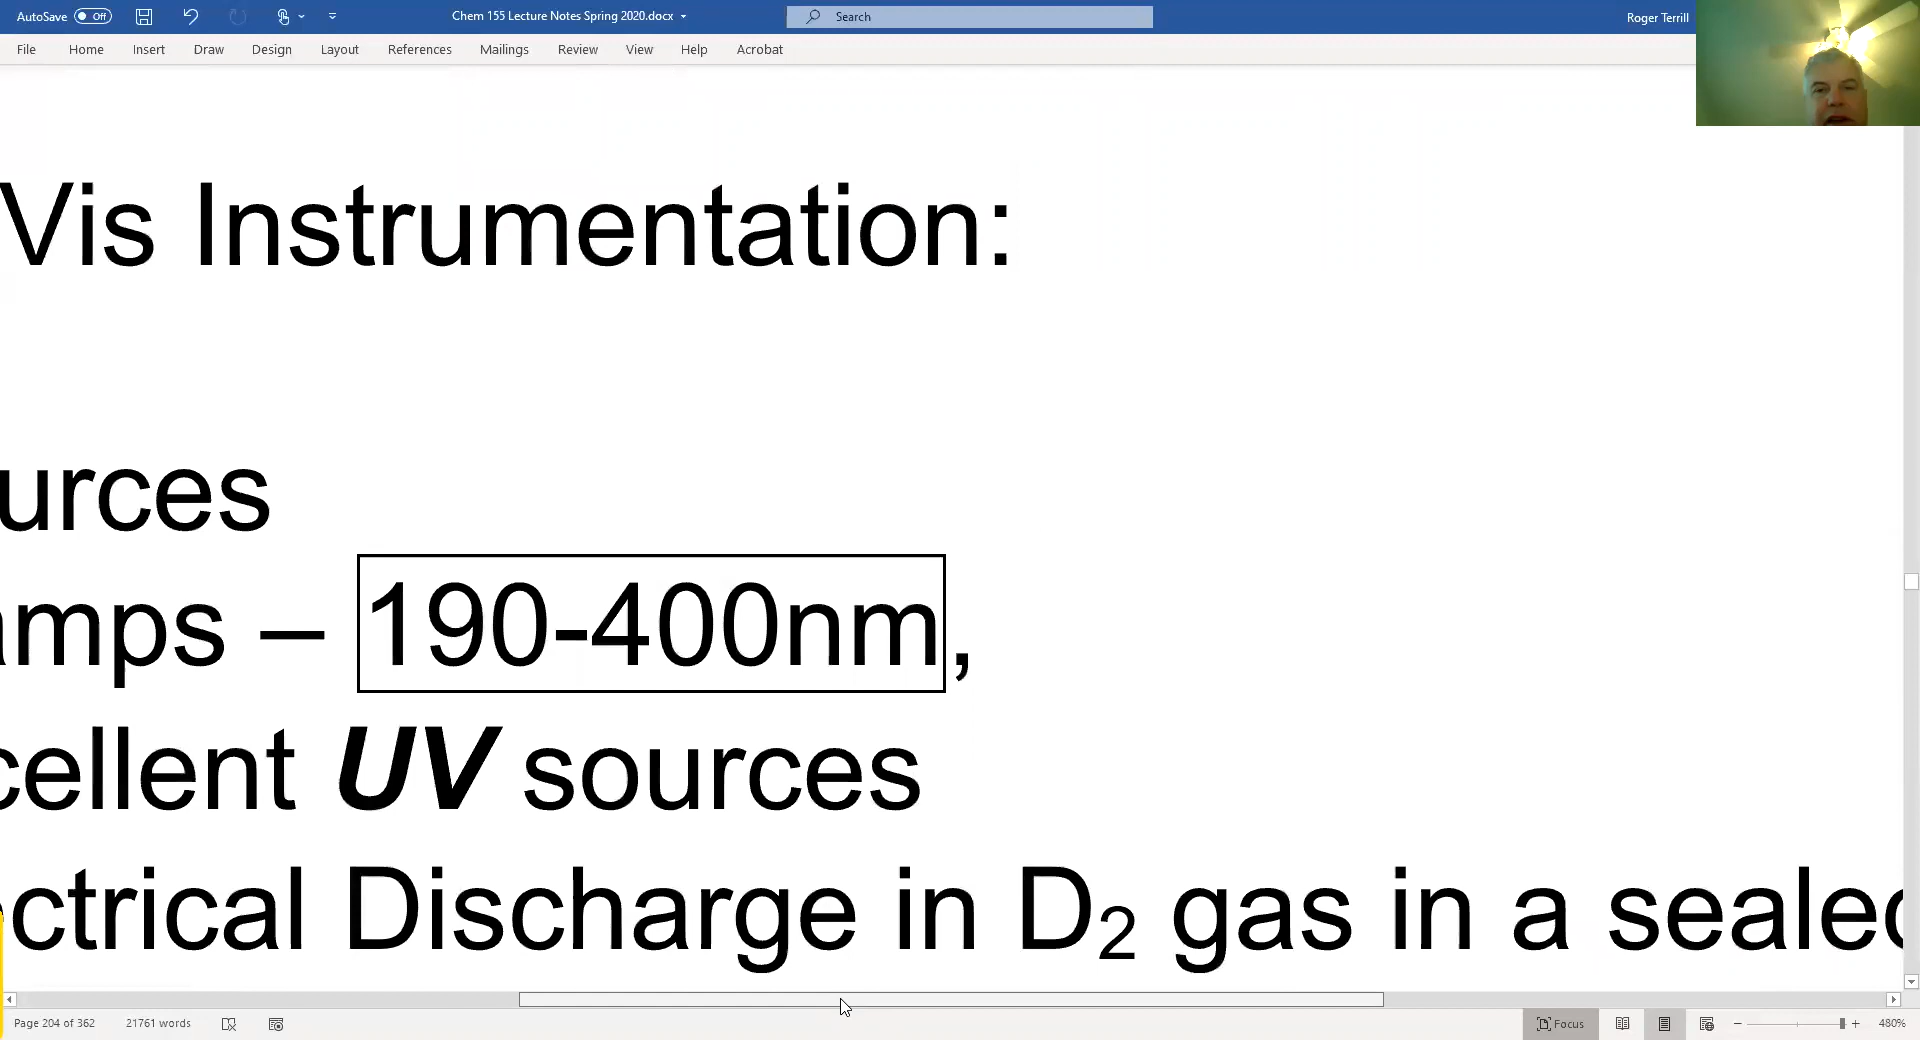 AutoSave Off Chem 155 Lecture Notes Spring 2020.docx Search Roger Terrill
File Home Insert Draw Design Layout References Mailings Review View Help Acrobat
Vis Instrumentation:
urces
amps – 190-400nm,
cellent UV sources
ectrical Discharge in D₂ gas in a sealed
Page 204 of 362 21761 words Focus 480%